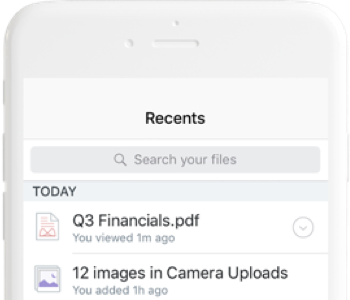 Recents
Search your files
TODAY
Q3 Financials.pdf
You viewed 1m ago
12 images in Camera Uploads
You added 1h ago